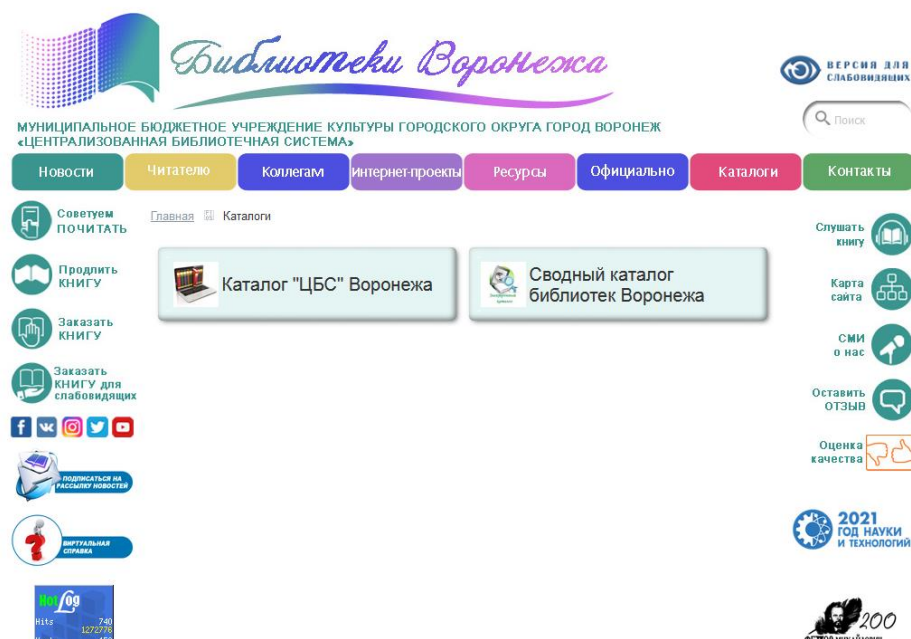 Библиотеки Воронежа
ВЕРСИЯ ДЛЯ
СЛАБОВИДЯЩИХ
Поиск
МУНИЦИПАЛЬНОЕ БЮДЖЕТНОЕ УЧРЕЖДЕНИЕ КУЛЬТУРЫ ГОРОДСКОГО ОКРУГА ГОРОД ВОРОНЕЖ
«ЦЕНТРАЛИЗОВАННАЯ БИБЛИОТЕЧНАЯ СИСТЕМА»
Новости
Читателю
Коллегам
Интернет-проекты
Ресурсы
Официально
Каталоги
Контакты
Советуем
ПОЧИТАТЬ
Продлить
КНИГУ
Заказать
КНИГУ
Заказать
КНИГУ для
слабовидящих
ПОДПИСАТЬСЯ НА
РАССЫЛКУ НОВОСТЕЙ
ВИРТУАЛЬНАЯ
СПРАВКА
HotLog
Hits 740
1272776
Главная Каталоги
Каталог "ЦБС" Воронежа
Сводный каталог
библиотек Воронежа
Слушать
книгу
Карта
сайта
СМИ
о нас
Оставить
ОТЗЫВ
Оценка
качества
2021
ГОД НАУКИ
И ТЕХНОЛОГИЙ
200